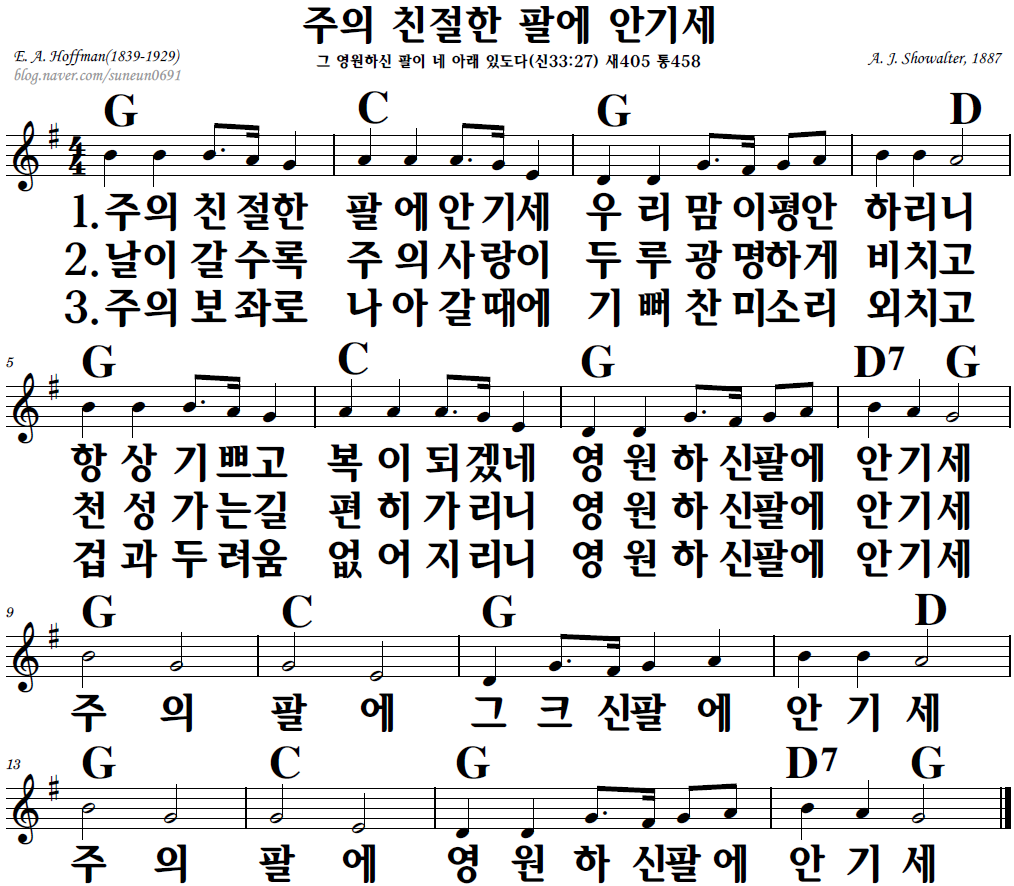 주의 친절한 팔에 안기세
E. A. Hoffman(1839-1929)
그 영원하신 팔이 네 아래 있도다(신33:27) 새405 통458
A. J. Showalter, 1887
blog.naver.com/suneun0691
G C G D
4
4
1.주의 친 절한 팔 에 안 기세 우 리 맘 이평안 하리니
2.날이 갈 수록 주 의 사랑이 두 루 광 명하게 비치고
3.주의 보 좌로 나 아 갈 때에 기 뻐 찬 미소리 외치고
5
G C G D7 G
항 상 기 쁘고 복 이 되겠네 영 원 하 신팔에 안기세
천 성 가는길 편 히 가 리니 영 원 하 신팔에 안기세
겁 과 두 려움 없 어 지 리니 영 원 하 신팔에 안기세
9
G C G D
주 의 팔 에 그 크 신팔 에 안 기 세
13
G C G D7 G
주 의 팔 에 영 원 하 신팔 에 안 기 세